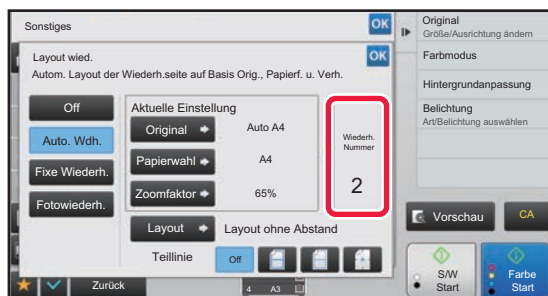 Sonstiges
OK
Layout wied.
OK
Autom. Layout der Wiederh.seite auf Basis Orig., Papierf. u. Verh.
Off
Auto. Wdh.
Fixe Wiederh.
Fotowiederh.
Aktuelle Einstellung
Original
Auto A4
Papierwahl
A4
Zoomfaktor
65%
Wiederh.
Nummer
2
Layout
Layout ohne Abstand
Teillinie
Off
Zurück
4 A3
Original
Größe/Ausrichtung ändern
Farbmodus
Hintergrundanpassung
Belichtung
Art/Belichtung auswählen
Vorschau
CA
S/W
Start
Farbe
Start